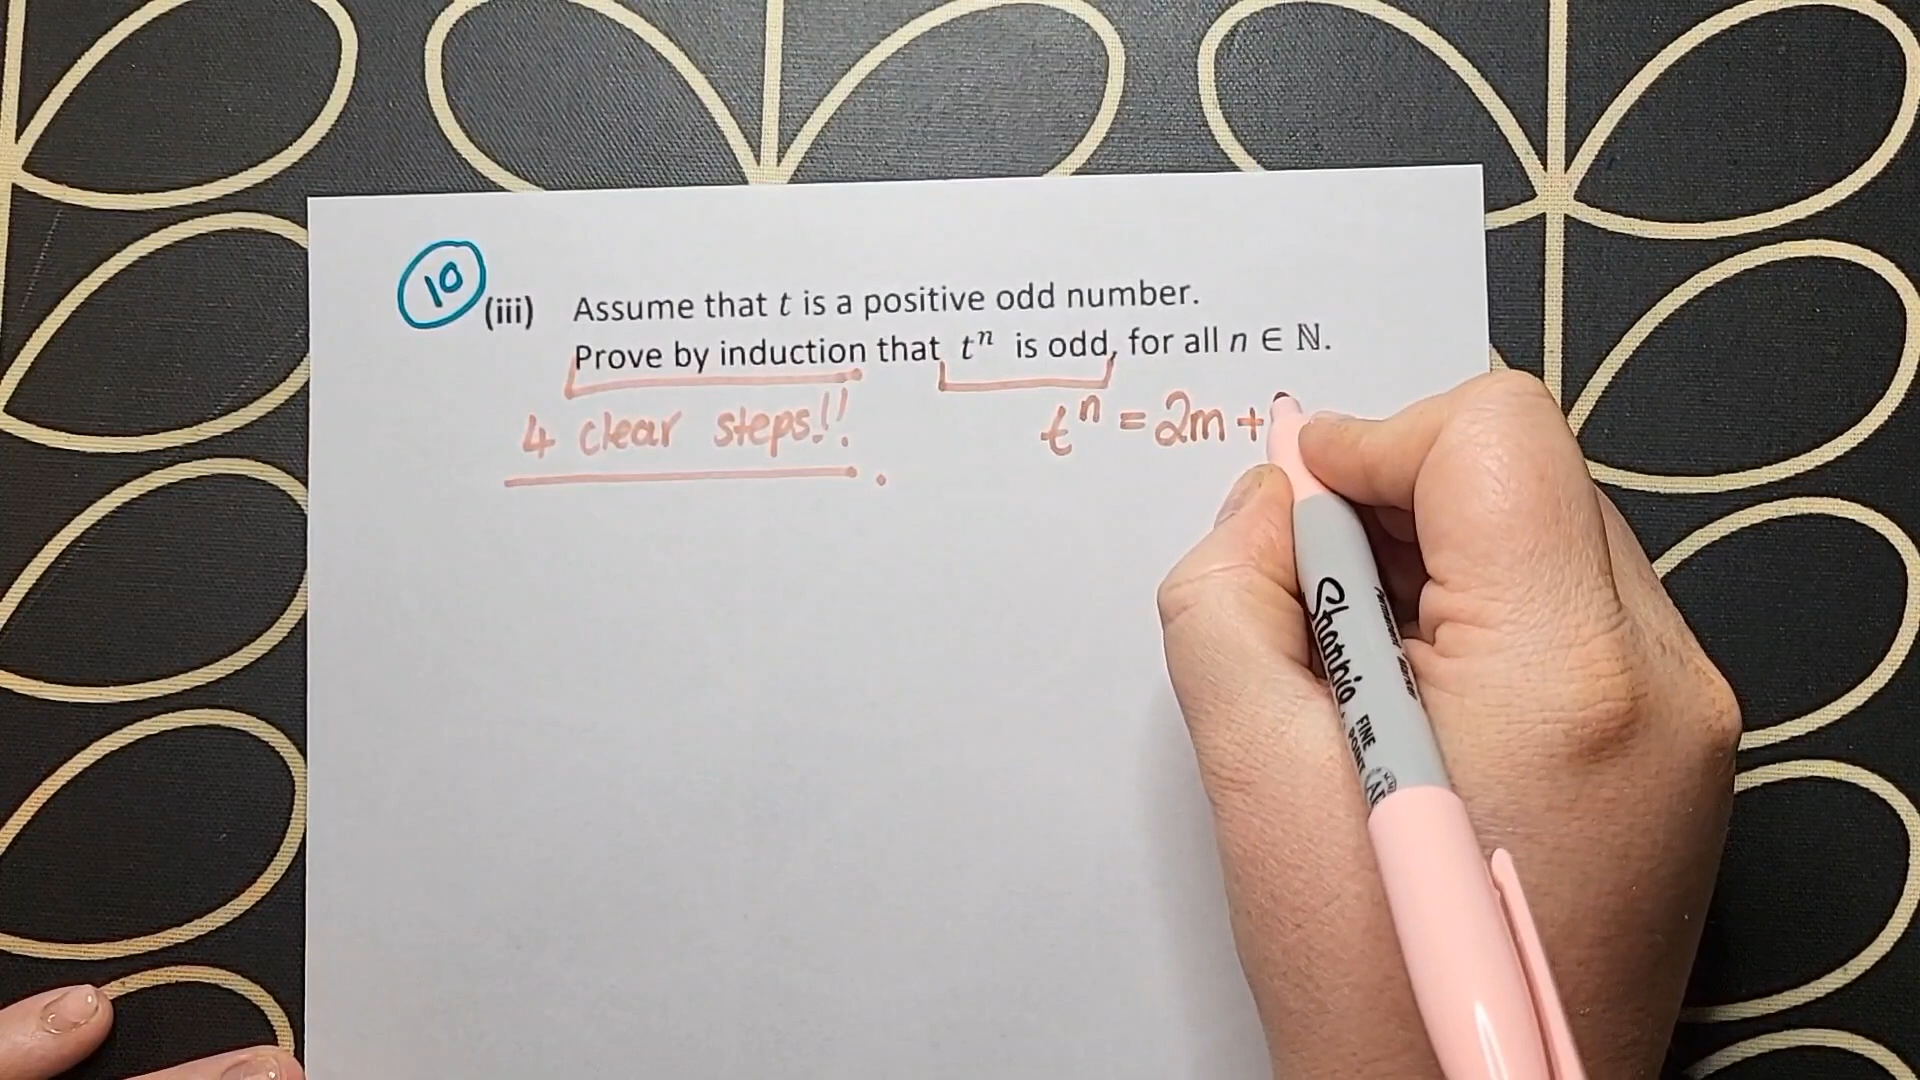 10
(iii) Assume that t is a positive odd number.
Prove by induction that tⁿ is odd, for all n ∈ ℕ.
4 clear steps!!
tⁿ = 2m +
Sharpie
FINE